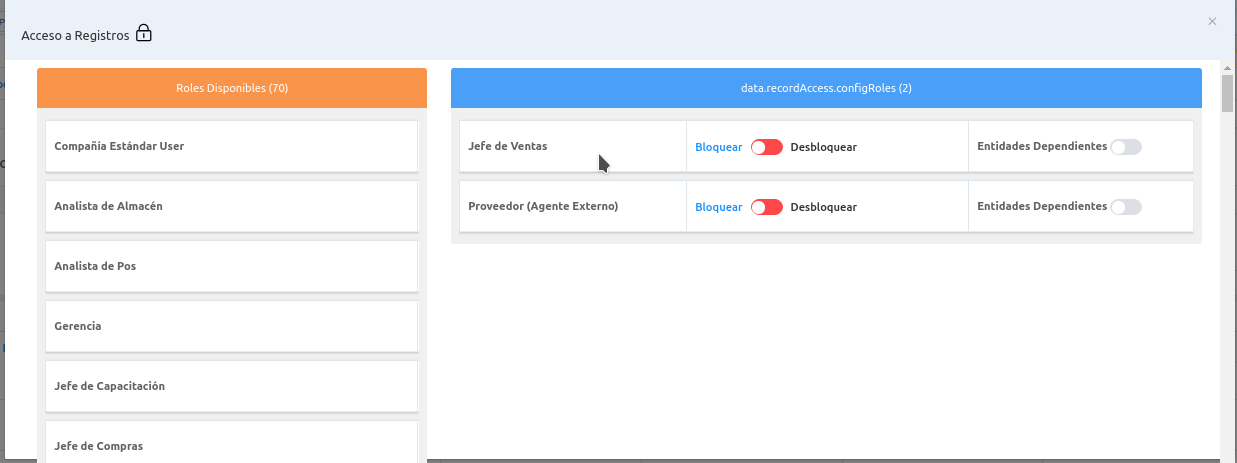 Acceso a Registros
×
Roles Disponibles (70)
Compañía Estándar User
Analista de Almacén
Analista de Pos
Gerencia
Jefe de Capacitación
Jefe de Compras
data.recordAccess.configRoles (2)
Jefe de Ventas Bloquear Desbloquear Entidades Dependientes
Proveedor (Agente Externo) Bloquear Desbloquear Entidades Dependientes